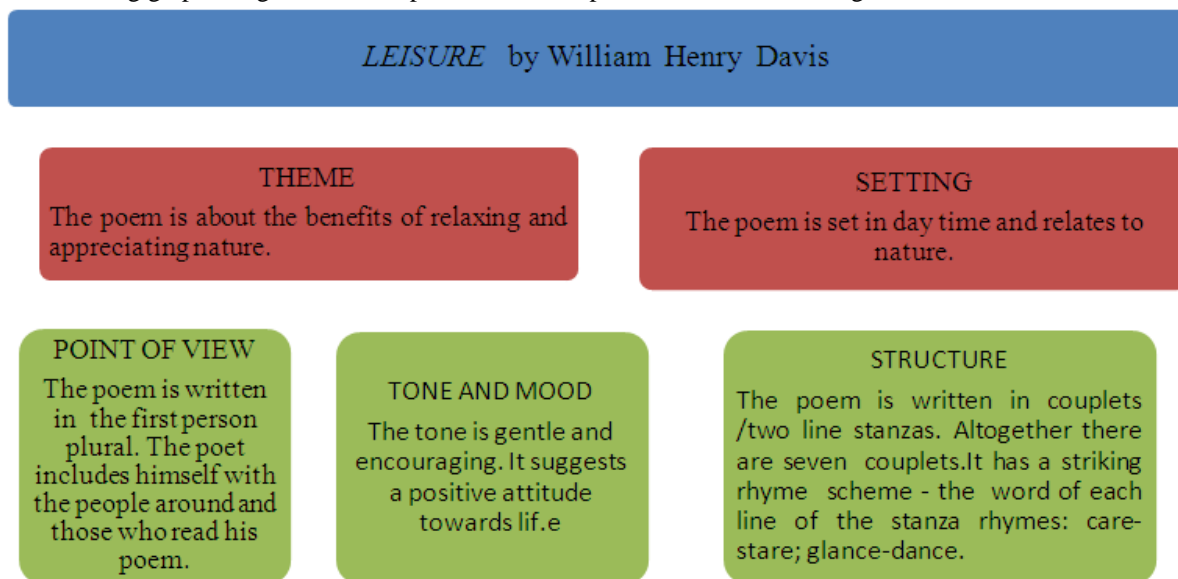 LEISURE by William Henry Davis
THEME
The poem is about the benefits of relaxing and
appreciating nature.
SETTING
The poem is set in day time and relates to
nature.
POINT OF VIEW
The poem is written
in the first person
plural. The poet
includes himself with
the people around and
those who read his
poem.
TONE AND MOOD
The tone is gentle and
encouraging. It suggests
a positive attitude
towards lif.e
STRUCTURE
The poem is written in couplets
/two line stanzas. Altogether there
are seven couplets.It has a striking
rhyme scheme - the word of each
line of the stanza rhymes: care-
stare; glance-dance.